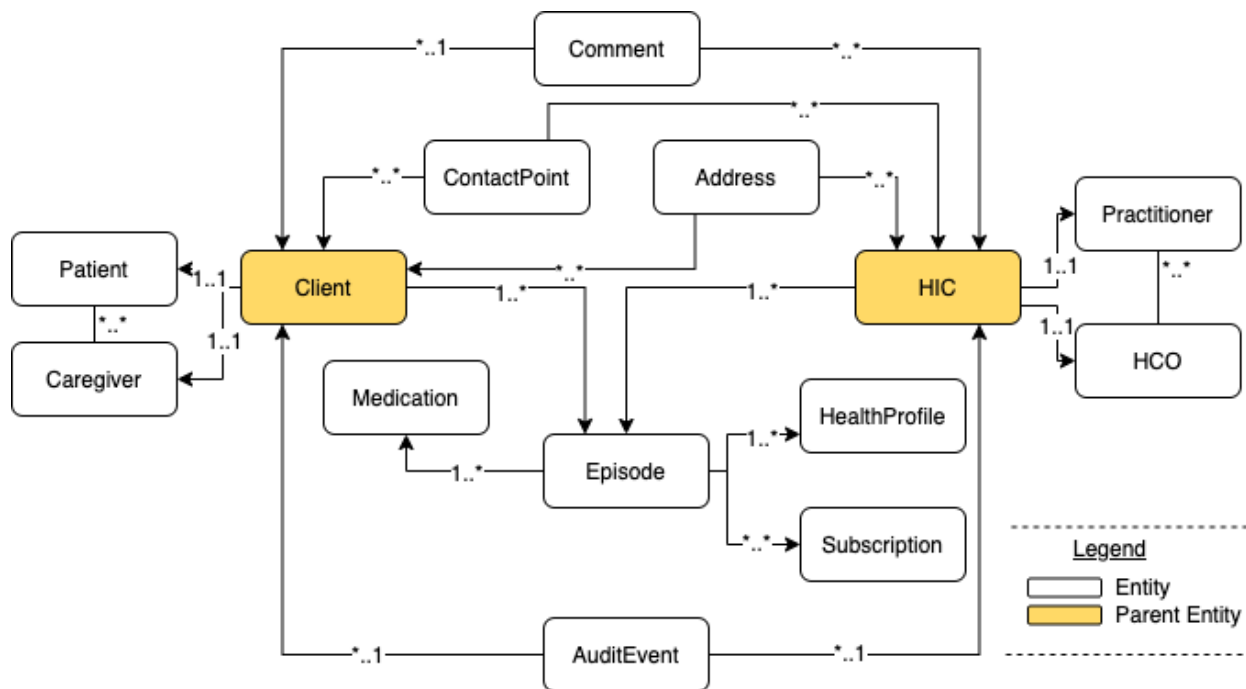 Comment
*..1
*..*
*..*
ContactPoint
Address
*..*
*..*
Practitioner
Patient
1..1
Client
*..*
1..*
1..*
HIC
1..1
*..*
*..*
1..1
1..1
Caregiver
HCO
Medication
HealthProfile
1..*
1..*
Episode
*..*
Subscription
Legend
Entity
Parent Entity
*..1
AuditEvent
*..1